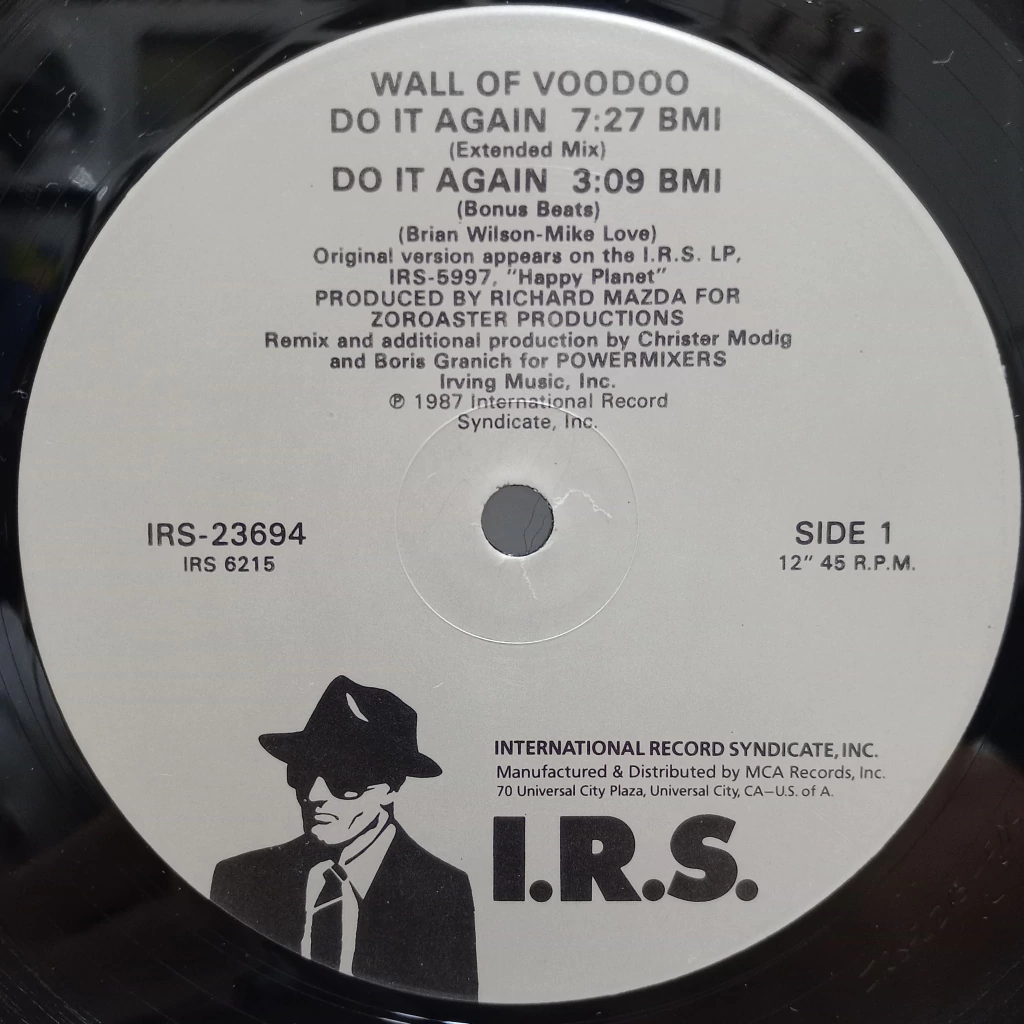 WALL OF VOODOO
DO IT AGAIN 7:27 BMI
(Extended Mix)
DO IT AGAIN 3:09 BMI
(Bonus Beats)
(Brian Wilson-Mike Love)
Original version appears on the I.R.S. LP,
IRS-5997, "Happy Planet"
PRODUCED BY RICHARD MAZDA FOR
ZOROASTER PRODUCTIONS
Remix and additional production by Christer Modig
and Boris Granich for POWERMIXERS
Irving Music, Inc.
℗ 1987 International Record
Syndicate, Inc.
IRS-23694
IRS 6215
SIDE 1
12" 45 R.P.M.
INTERNATIONAL RECORD SYNDICATE, INC.
Manufactured & Distributed by MCA Records, Inc.
70 Universal City Plaza, Universal City, CA—U.S. of A.
I.R.S.